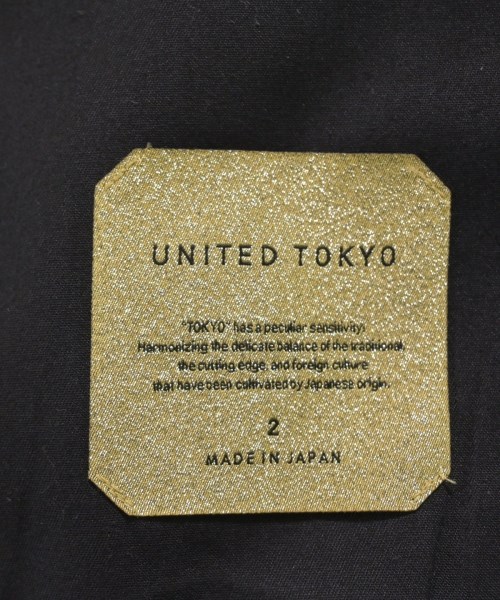 UNITED TOKYO
"TOKYO" has a peculiar sensitivity.
Harmonizing the delicate balance of the traditional,
the cutting edge, and foreign culture
that have been cultivated by Japanese origin.
2
MADE IN JAPAN